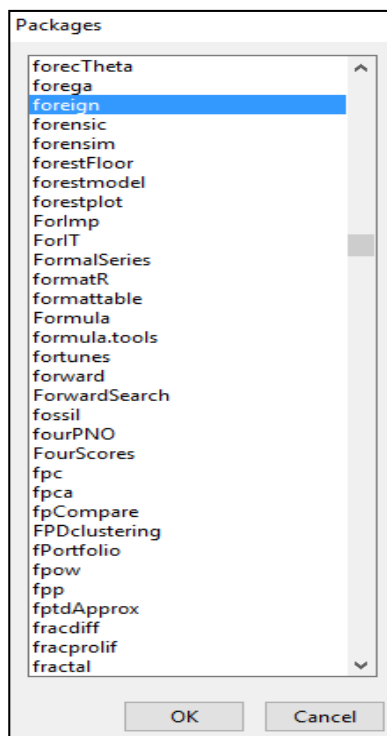 Packages
forecTheta
forega
foreign
forensic
forensim
forestFloor
forestmodel
forestplot
ForImp
ForIT
FormalSeries
formatR
formattable
Formula
formula.tools
fortunes
forward
ForwardSearch
fossil
fourPNO
FourScores
fpc
fpca
fpCompare
FPDclustering
fPortfolio
fpow
fpp
fptdApprox
fracdiff
fracprolif
fractal
OK Cancel